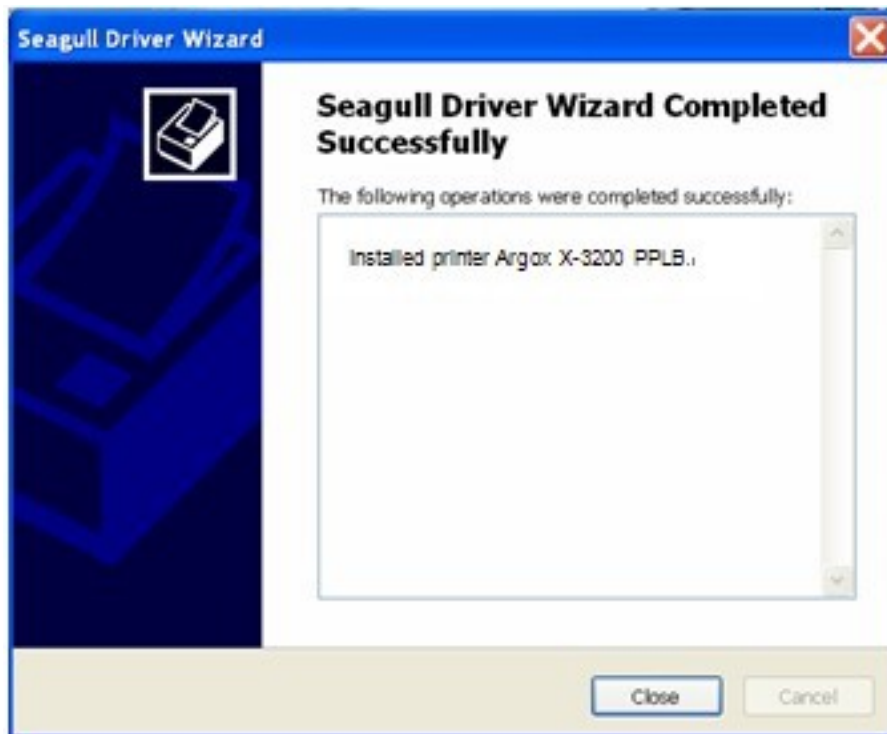 Seagull Driver Wizard
Seagull Driver Wizard Completed
Successfully
The following operations were completed successfully:
Installed printer Argox X-3200 PPLB.
Close
Cancel